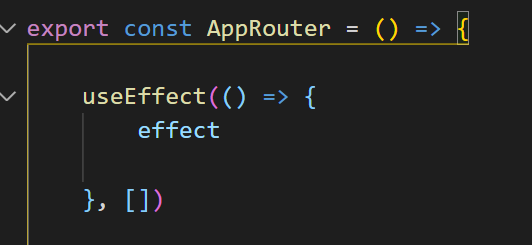 export const AppRouter = () => {
useEffect(() => {
effect
}, [])